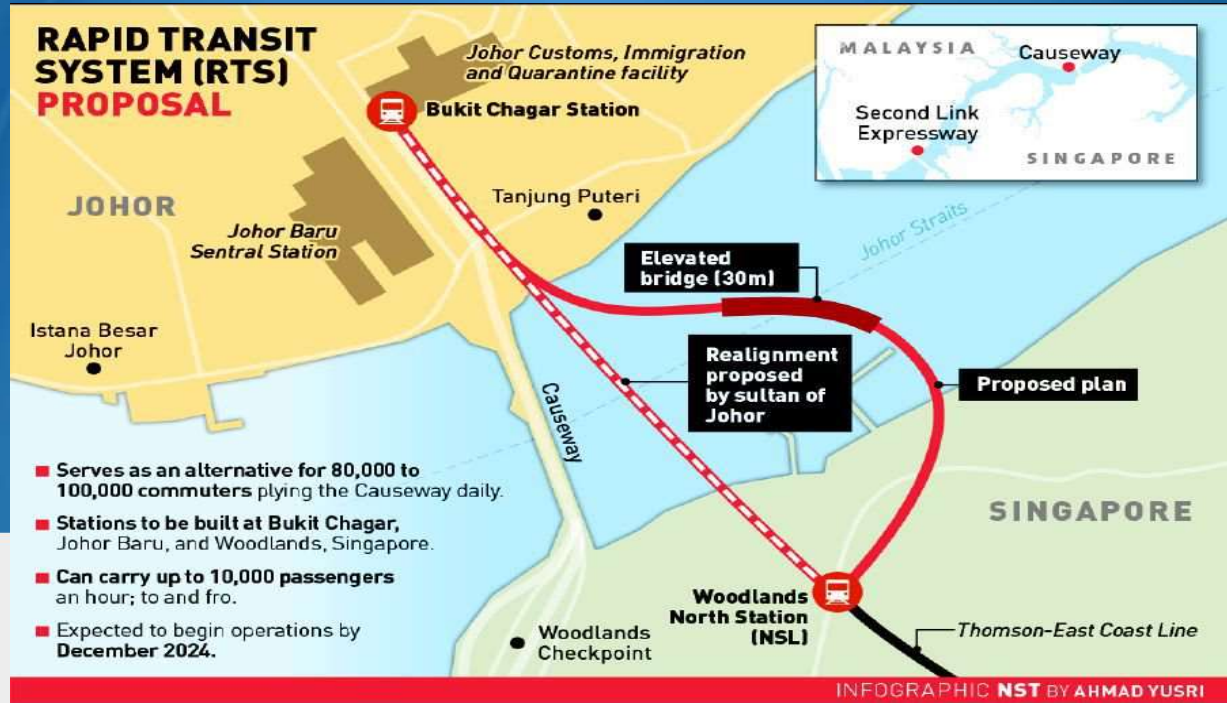 RAPID TRANSIT
SYSTEM (RTS)
PROPOSAL
Johor Customs, Immigration
and Quarantine facility
Bukit Chagar Station
MALAYSIA
Causeway
Second Link
Expressway
SINGAPORE
JOHOR
Tanjung Puteri
Johor Baru
Sentral Station
Johor Straits
Elevated
bridge (30m)
Istana Besar
Johor
Realignment
proposed
by sultan of
Johor
Proposed plan
Causeway
Serves as an alternative for 80,000 to
100,000 commuters plying the Causeway daily.
Stations to be built at Bukit Chagar,
Johor Baru, and Woodlands, Singapore.
Can carry up to 10,000 passengers
an hour; to and fro.
Expected to begin operations by
December 2024.
SINGAPORE
Woodlands
North Station
(NSL)
Woodlands
Checkpoint
Thomson-East Coast Line
INFOGRAPHIC NST BY AHMAD YUSRI